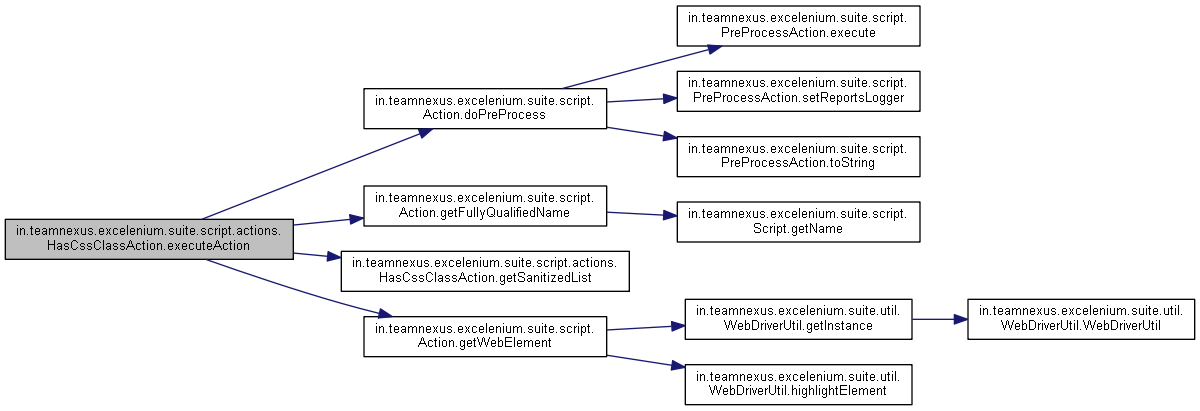 in.teamnexus.excelenium.suite.script.actions.
HasCssClassAction.executeAction
in.teamnexus.excelenium.suite.script.
Action.doPreProcess
in.teamnexus.excelenium.suite.script.
PreProcessAction.execute
in.teamnexus.excelenium.suite.script.
PreProcessAction.setReportsLogger
in.teamnexus.excelenium.suite.script.
PreProcessAction.toString
in.teamnexus.excelenium.suite.script.
Action.getFullyQualifiedName
in.teamnexus.excelenium.suite.script.
Script.getName
in.teamnexus.excelenium.suite.script.actions.
HasCssClassAction.getSanitizedList
in.teamnexus.excelenium.suite.script.
Action.getWebElement
in.teamnexus.excelenium.suite.util.
WebDriverUtil.getInstance
in.teamnexus.excelenium.suite.util.
WebDriverUtil.WebDriverUtil
in.teamnexus.excelenium.suite.util.
WebDriverUtil.highlightElement